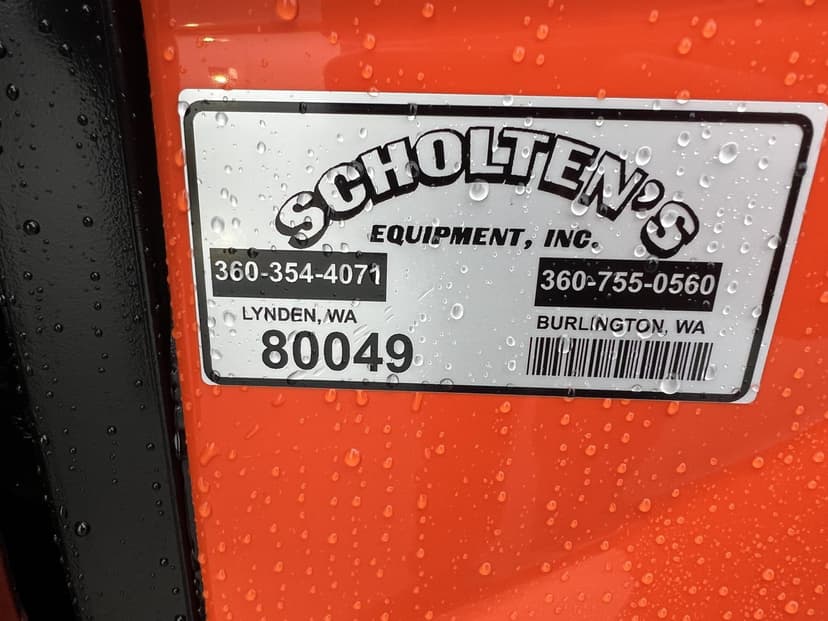 SCHOLTEN'S
EQUIPMENT, INC.
360-354-4071
LYNDEN, WA
80049
360-755-0560
BURLINGTON, WA